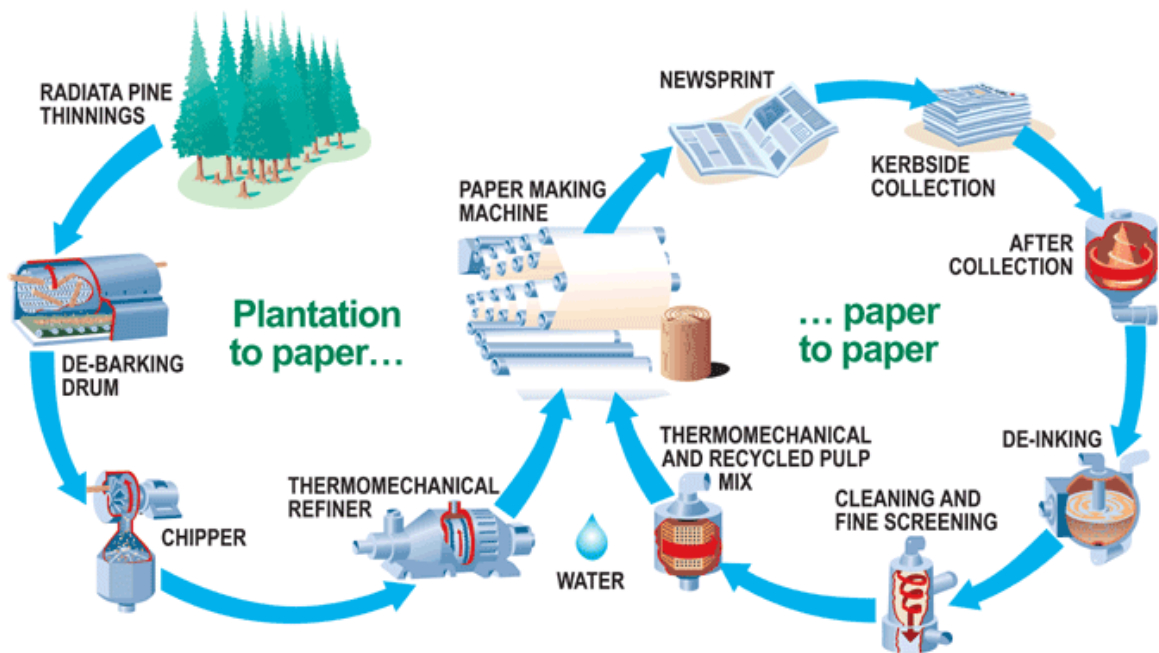 RADIATA PINE
THINNINGS
DE-BARKING
DRUM
CHIPPER
THERMOMECHANICAL
REFINER
Plantation
to paper…
PAPER MAKING
MACHINE
WATER
NEWSPRINT
KERBSIDE
COLLECTION
AFTER
COLLECTION
… paper
to paper
DE-INKING
CLEANING AND
FINE SCREENING
THERMOMECHANICAL
AND RECYCLED PULP
MIX